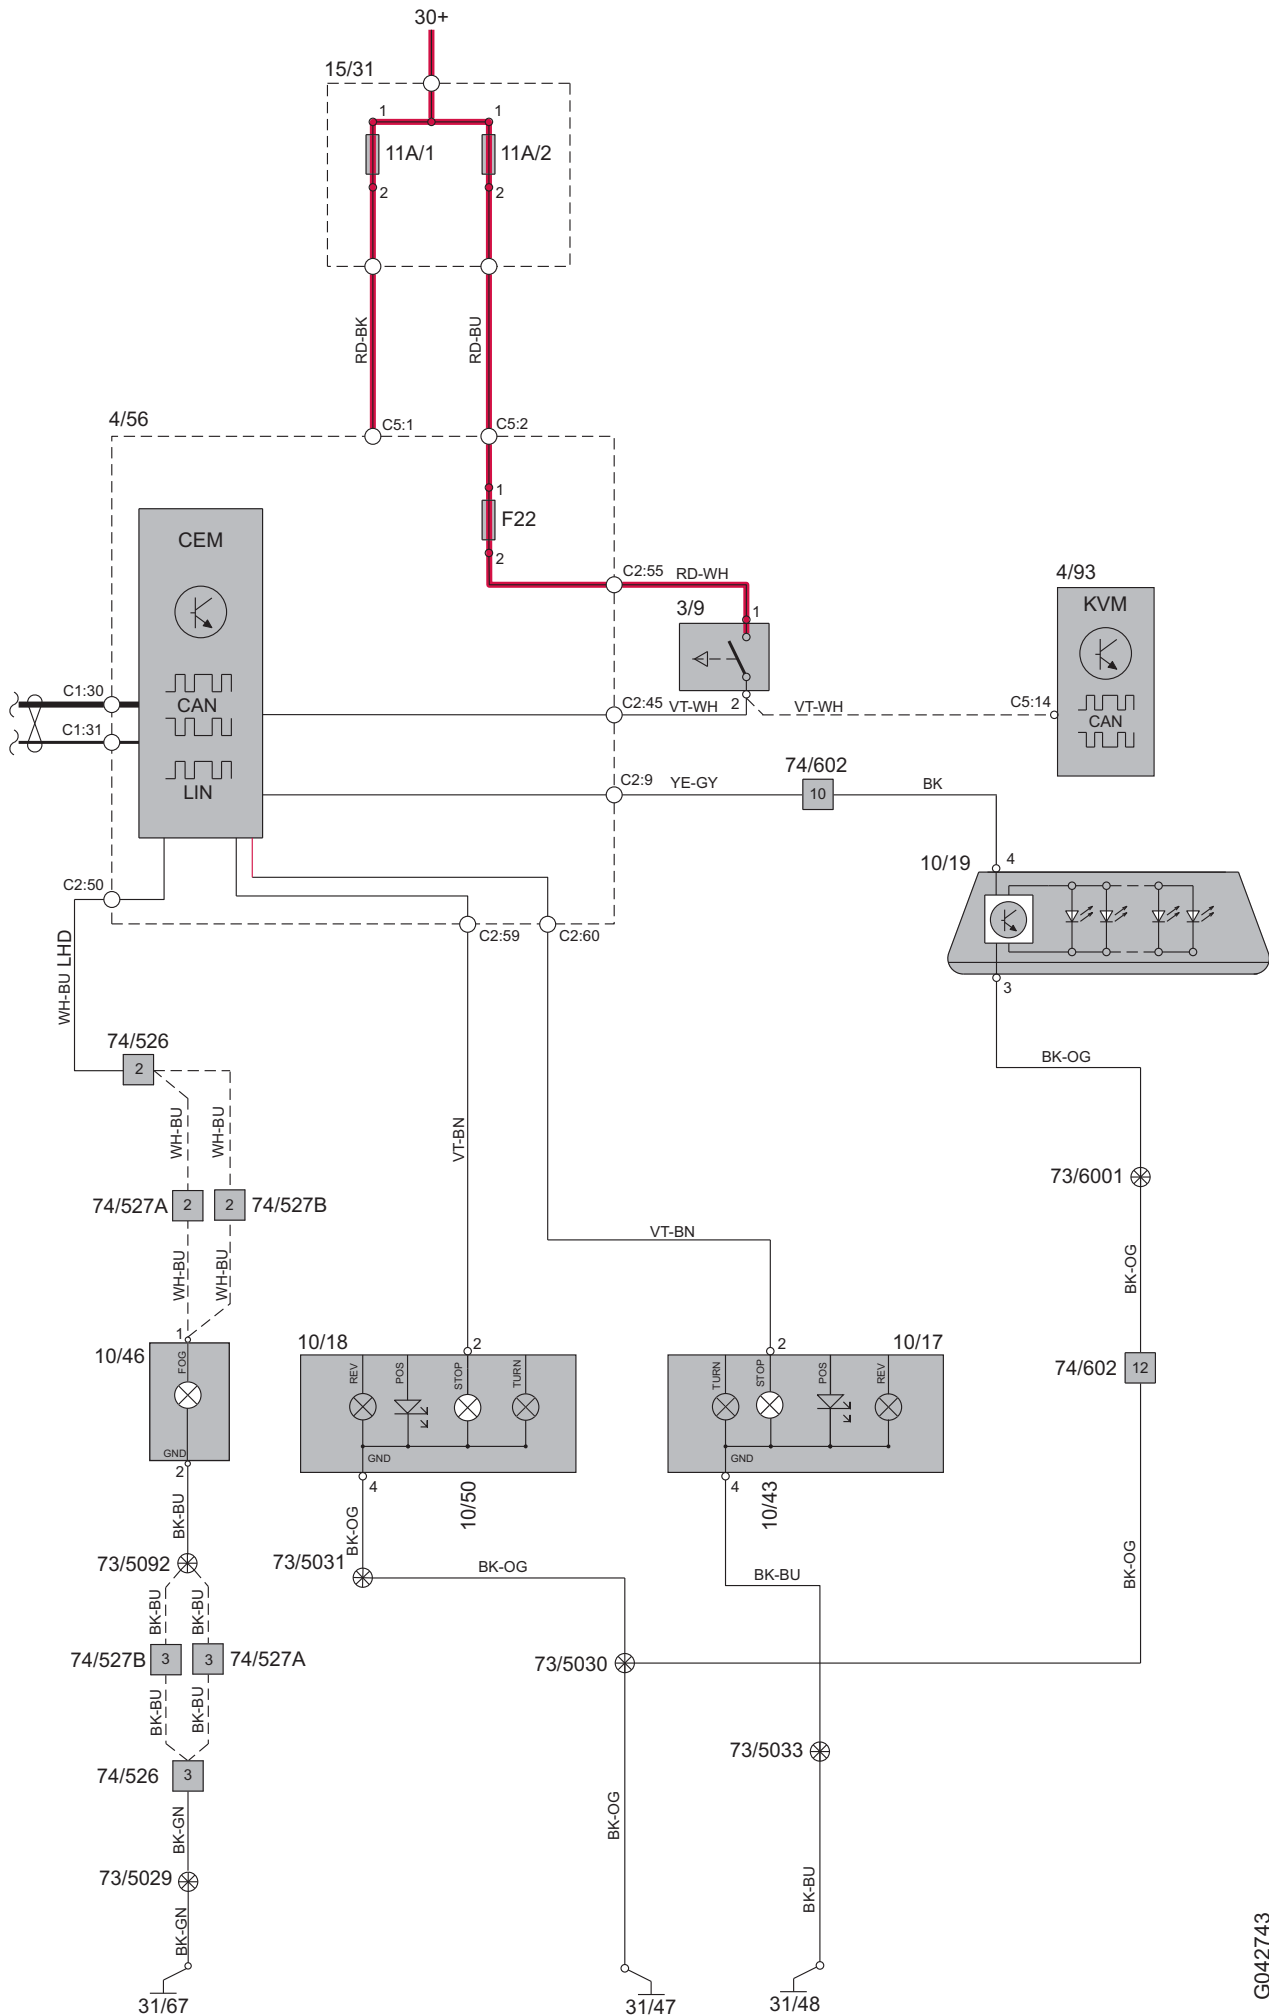 30+
15/31
1
1
11A/1
11A/2
2
2
RD-BK
RD-BU
4/56
C5:1
C5:2
1
F22
2
CEM
C2:55
RD-WH
4/93
3/9
1
KVM
C1:30
CAN
C2:45
VT-WH
2
VT-WH
C5:14
CAN
C1:31
LIN
C2:9
YE-GY
74/602
10
BK
10/19
4
C2:50
C2:59
C2:60
3
WH-BU LHD
74/526
2
BK-OG
WH-BU
WH-BU
VT-BN
73/6001
74/527A
2
2
74/527B
VT-BN
WH-BU
WH-BU
BK-OG
1
10/46
FOG
GND
2
10/18
2
REV
POS
STOP
TURN
GND
4
10/50
2
10/17
TURN
STOP
POS
REV
GND
4
10/43
74/602
12
BK-BU
BK-OG
73/5092
73/5031
BK-OG
BK-BU
BK-OG
BK-BU
BK-BU
74/527B
3
3
74/527A
73/5030
BK-BU
BK-BU
73/5033
74/526
3
BK-GN
BK-OG
73/5029
BK-GN
BK-BU
31/67
31/47
31/48
G042743